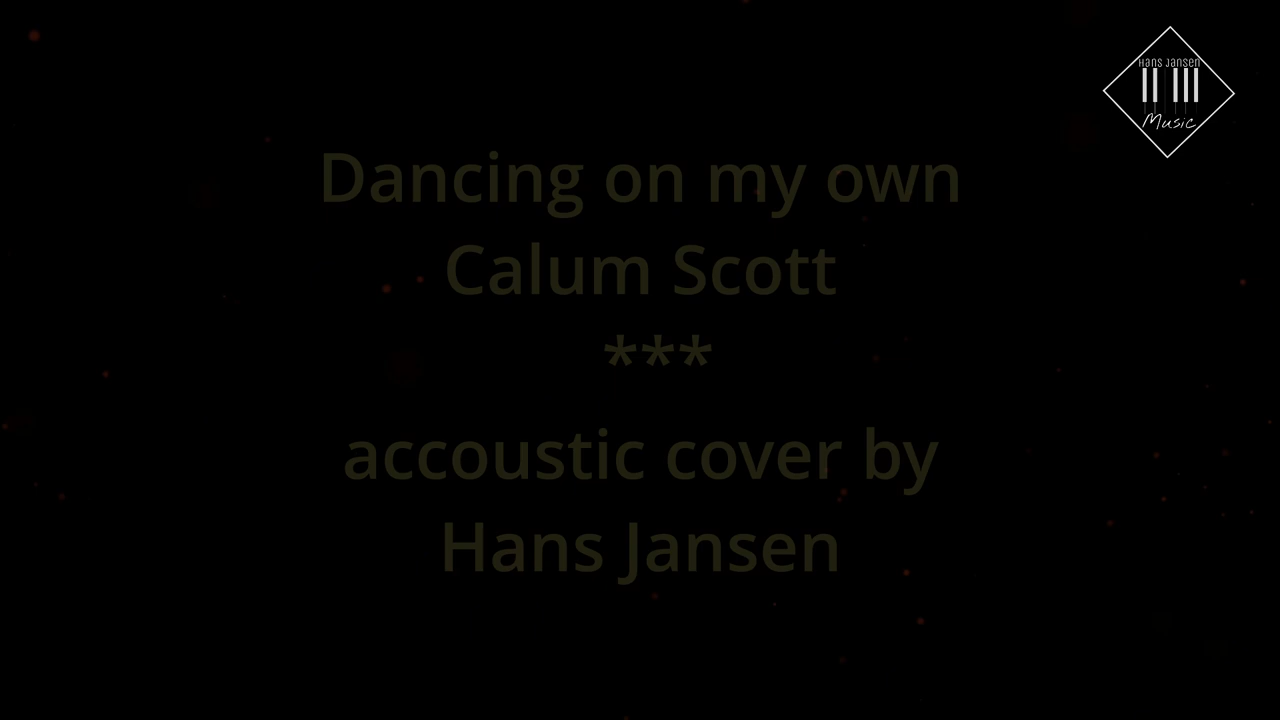 Hans Jansen
Music
Dancing on my own
Calum Scott
***
accoustic cover by
Hans Jansen